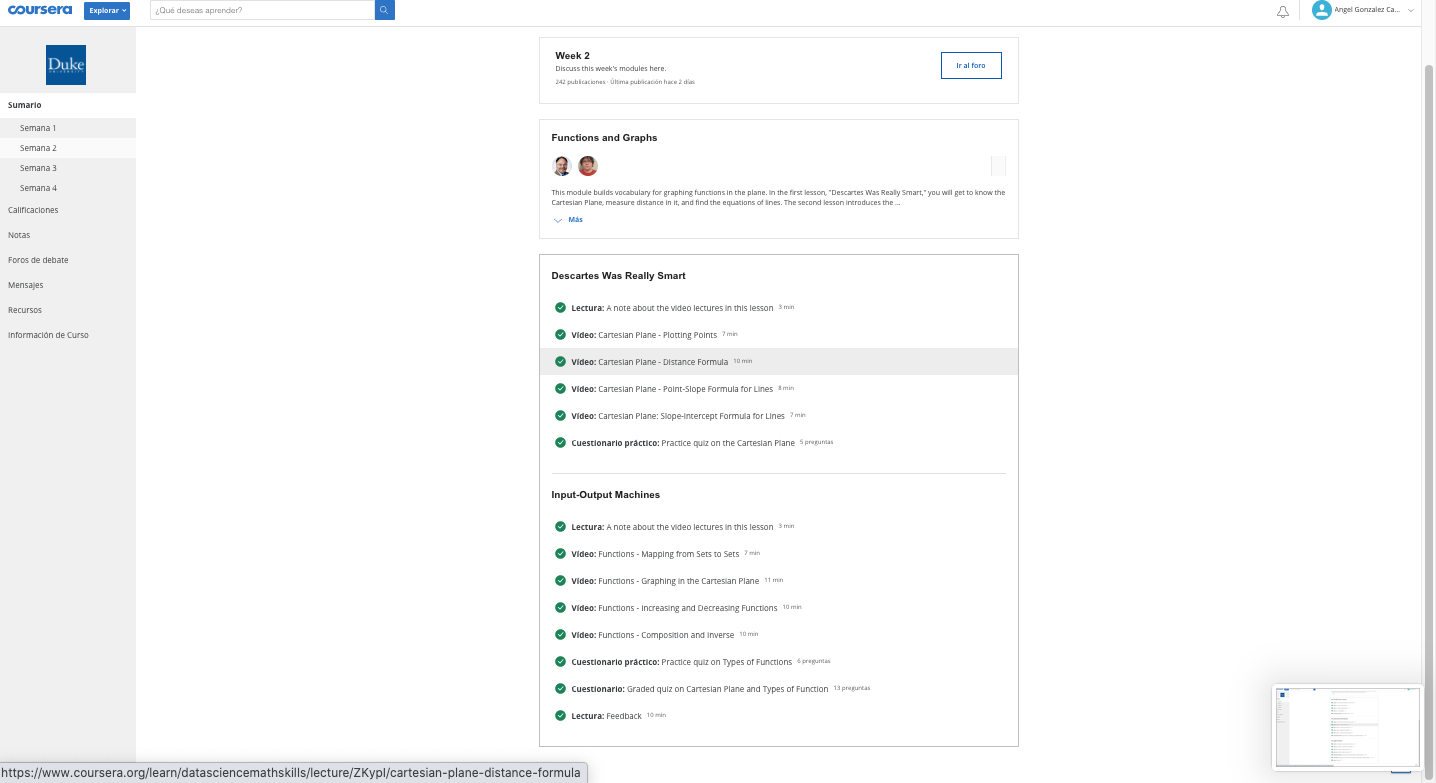 coursera
Explorar
¿Qué deseas aprender?
Angel Gonzalez Ca...
Duke
UNIVERSITY
Sumario
Semana 1
Semana 2
Semana 3
Semana 4
Calificaciones
Notas
Foros de debate
Mensajes
Recursos
Información de Curso
Week 2
Discuss this week's modules here.
242 publicaciones · Última publicación hace 2 días
Ir al foro
Functions and Graphs
This module builds vocabulary for graphing functions in the plane. In the first lesson, "Descartes Was Really Smart," you will get to know the
Cartesian Plane, measure distance in it, and find the equations of lines. The second lesson introduces the ...
Más
Descartes Was Really Smart
Lectura: A note about the video lectures in this lesson 3 min
Vídeo: Cartesian Plane - Plotting Points 7 min
Vídeo: Cartesian Plane - Distance Formula 10 min
Vídeo: Cartesian Plane - Point-Slope Formula for Lines 8 min
Vídeo: Cartesian Plane: Slope-Intercept Formula for Lines 7 min
Cuestionario práctico: Practice quiz on the Cartesian Plane 5 preguntas
Input-Output Machines
Lectura: A note about the video lectures in this lesson 3 min
Vídeo: Functions - Mapping from Sets to Sets 7 min
Vídeo: Functions - Graphing in the Cartesian Plane 11 min
Vídeo: Functions - Increasing and Decreasing Functions 10 min
Vídeo: Functions - Composition and Inverse 10 min
Cuestionario práctico: Practice quiz on Types of Functions 6 preguntas
Cuestionario: Graded quiz on Cartesian Plane and Types of Function 13 preguntas
Lectura: Feedback 10 min
https://www.coursera.org/learn/datasciencemathskills/lecture/ZKypI/cartesian-plane-distance-formula